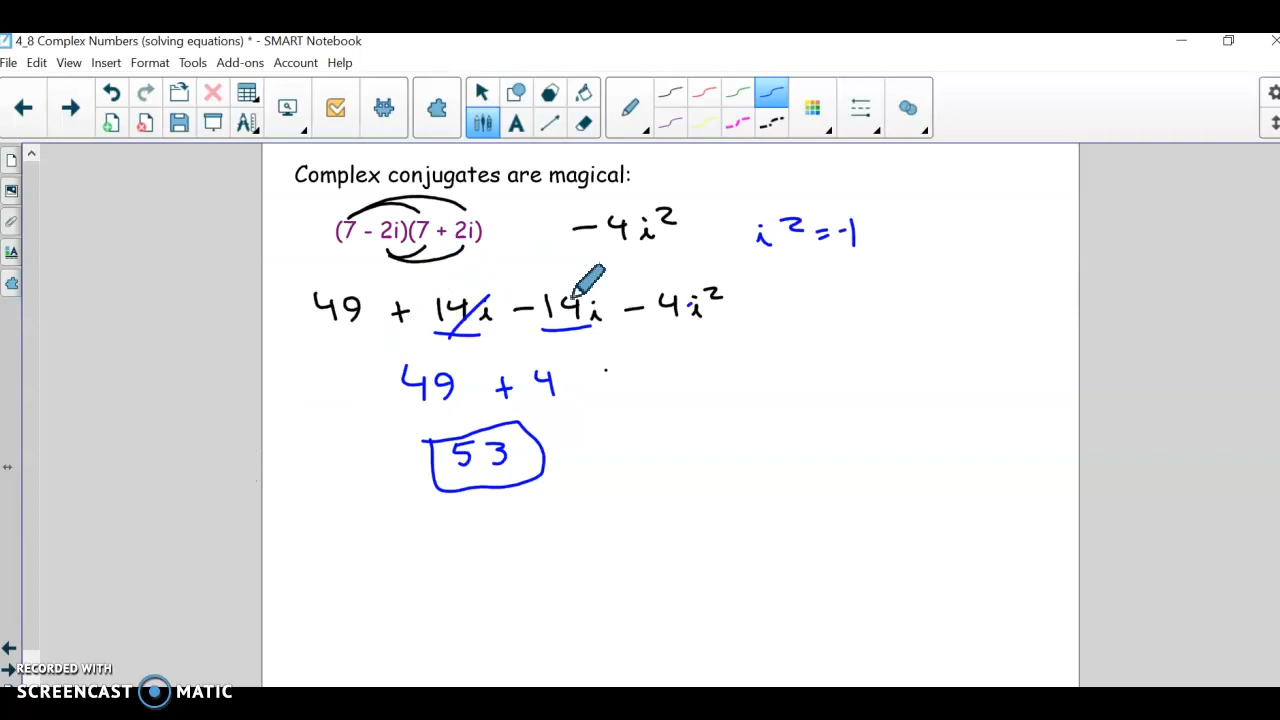 4_8 Complex Numbers (solving equations) * - SMART Notebook
File Edit View Insert Format Tools Add-ons Account Help
Complex conjugates are magical:
(7 - 2i)(7 + 2i) -4i² i² = -1
49 + 14i - 14i - 4i²
49 + 4
53
RECORDED WITH
SCREENCAST MATIC